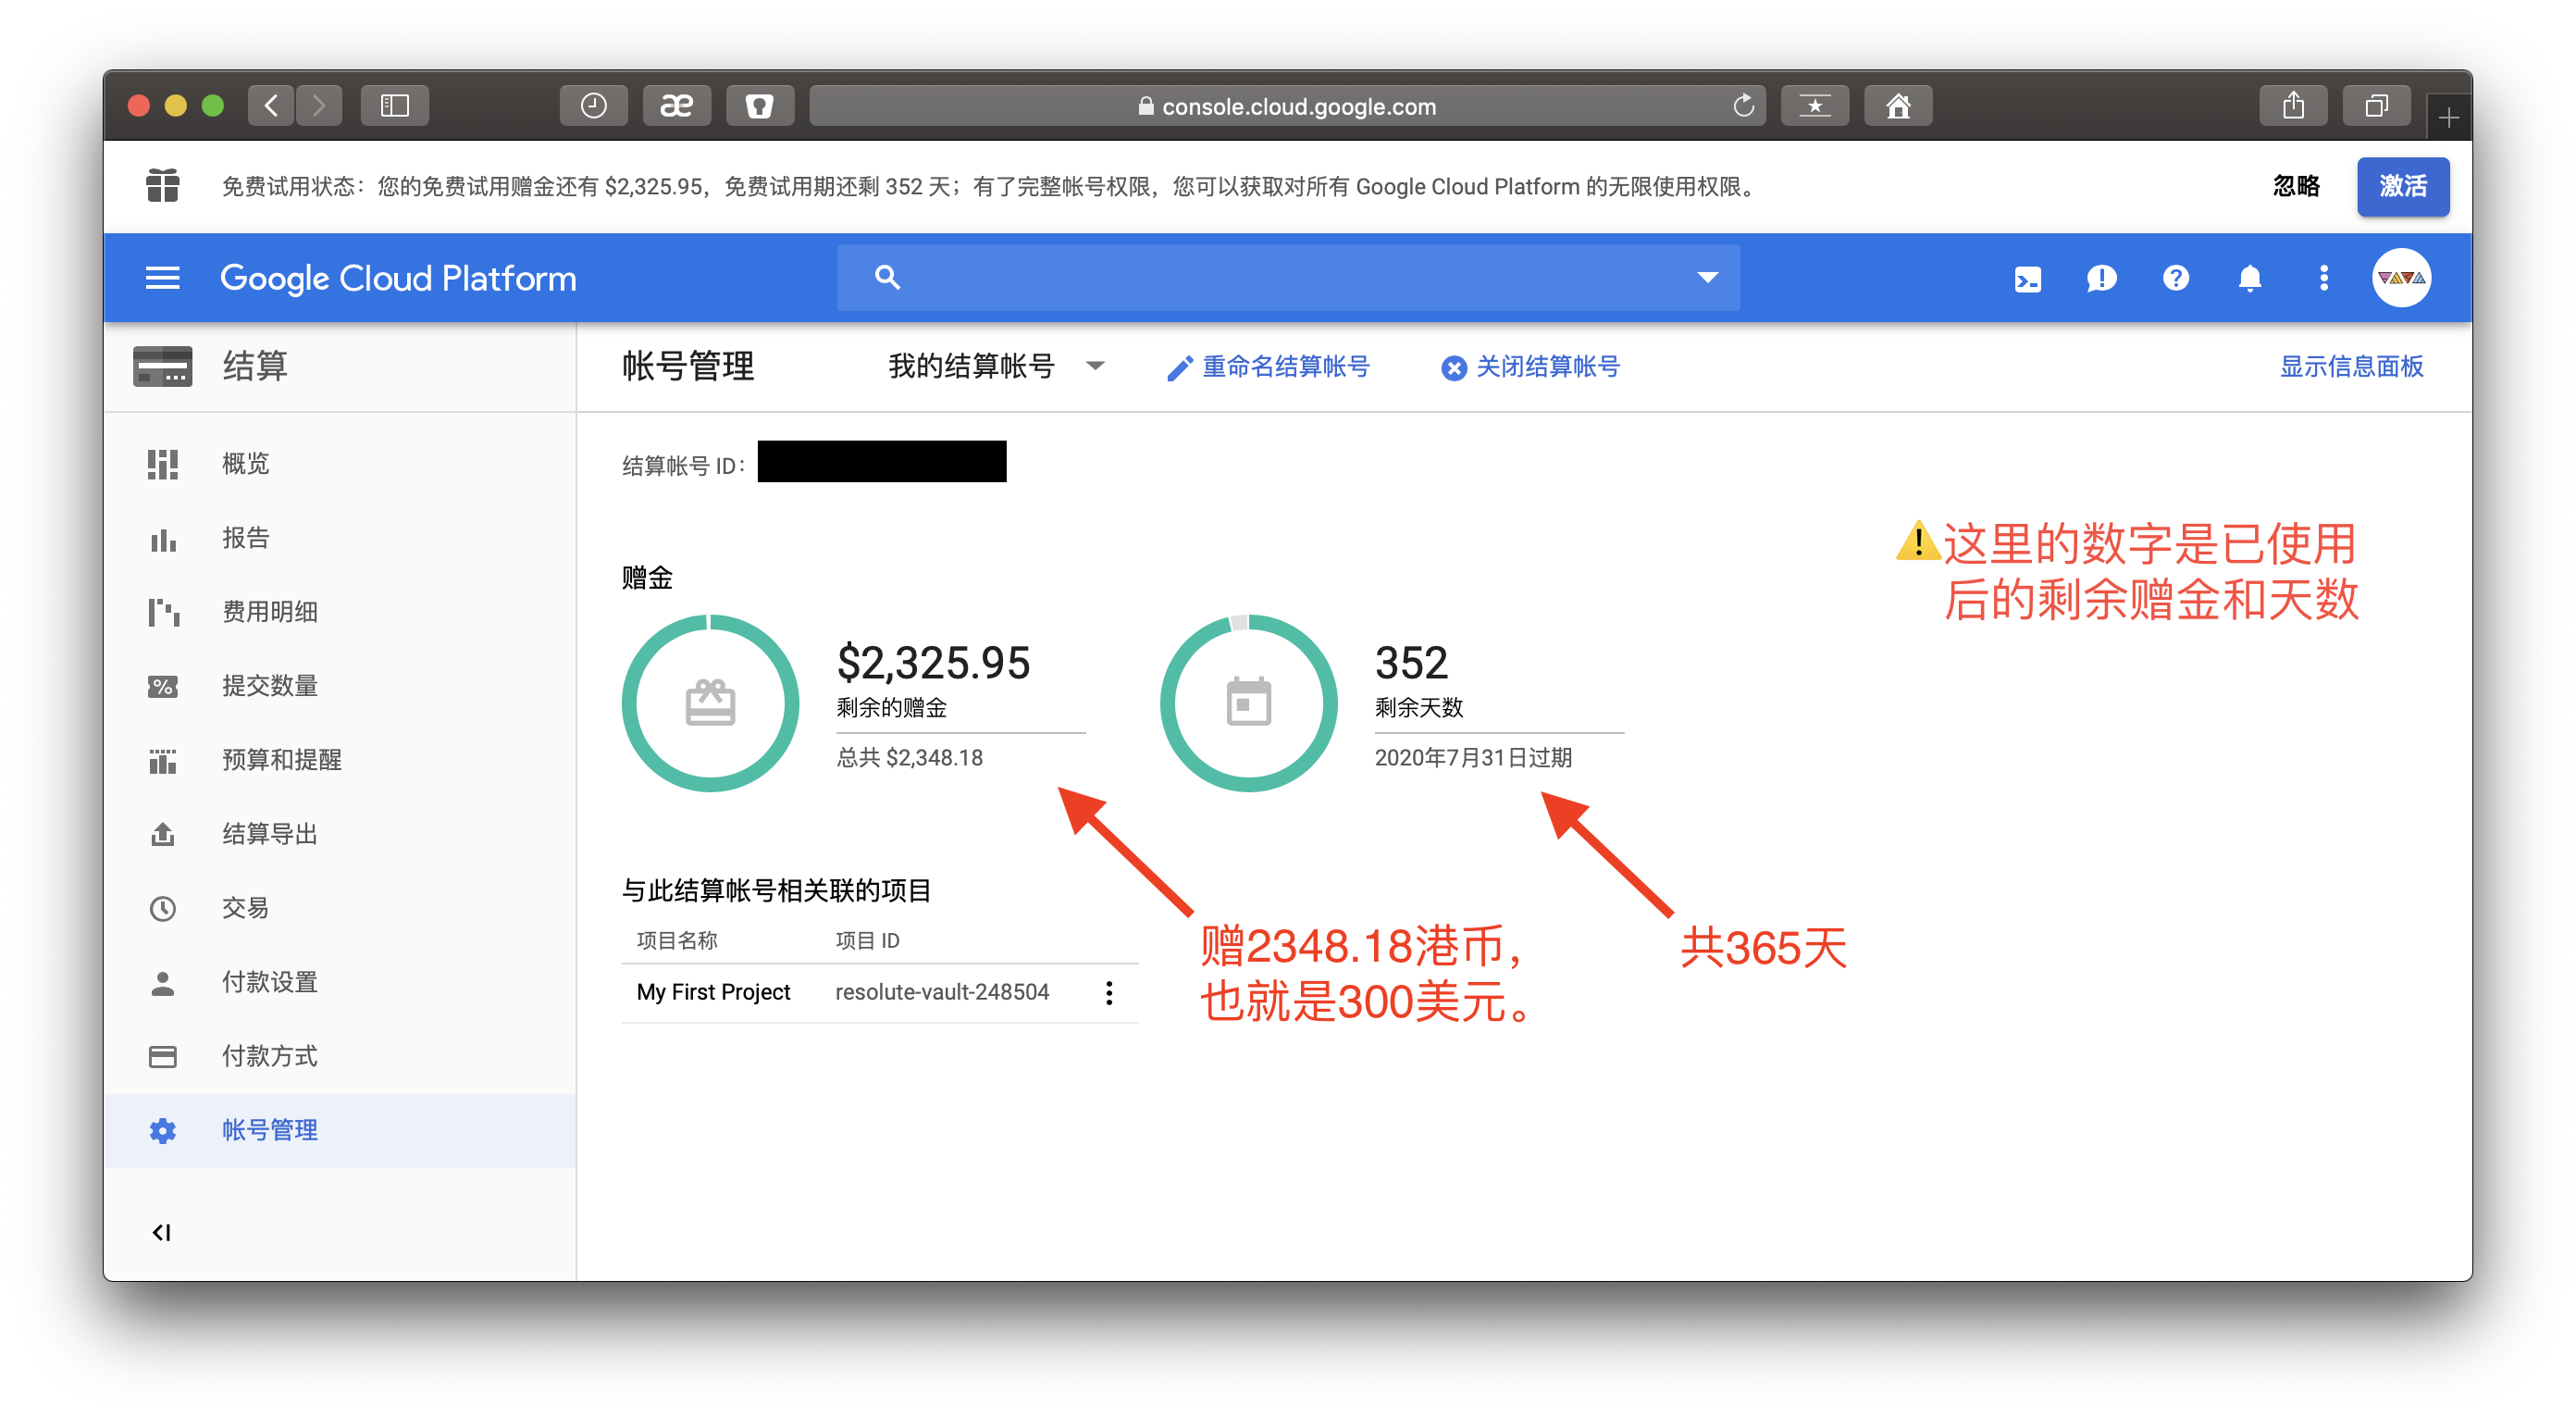 æ
console.cloud.google.com
免费试用状态：您的免费试用赠金还有 $2,325.95，免费试用期还剩 352 天；有了完整帐号权限，您可以获取对所有 Google Cloud Platform 的无限使用权限。
忽略
激活
Google Cloud Platform
结算
帐号管理
我的结算帐号
重命名结算帐号
关闭结算帐号
显示信息面板
概览
报告
费用明细
提交数量
预算和提醒
结算导出
交易
付款设置
付款方式
帐号管理
结算帐号 ID：
⚠️这里的数字是已使用
后的剩余赠金和天数
赠金
$2,325.95
剩余的赠金
总共 $2,348.18
352
剩余天数
2020年7月31日过期
赠2348.18港币，
也就是300美元。
共365天
与此结算帐号相关联的项目
项目名称
项目 ID
My First Project
resolute-vault-248504